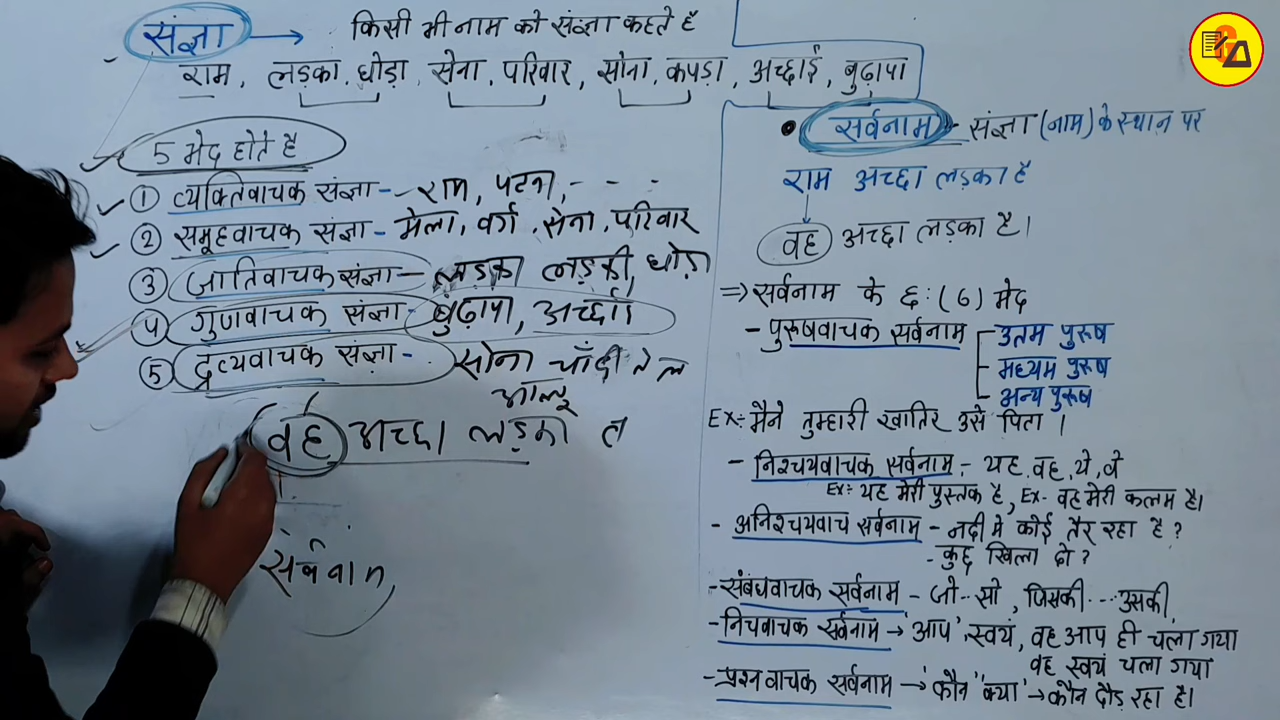 संज्ञा → किसी भी नाम को संज्ञा कहते हैं
राम, लड़का, घोड़ा, सेना, परिवार, सोना, कपड़ा, अच्छाई, बुढ़ापा
5 भेद होते है
① व्यक्तिवाचक संज्ञा - राम, पटना, - - -
② समूहवाचक संज्ञा - मेला, वर्ग, सेना, परिवार
③ जातिवाचक संज्ञा - लड़का लड़की, घोड़ा
④ गुणवाचक संज्ञा - बुढ़ापा, अच्छाई
⑤ द्रव्यवाचक संज्ञा - सोना चाँदी तेल
आलू
वह अच्छा लड़का
• सर्वनाम - संज्ञा (नाम) के स्थान पर
राम अच्छा लड़का है
वह अच्छा लड़का है।
⇒ सर्वनाम के छ: (6) भेद
- पुरूषवाचक सर्वनाम
उतम पुरूष
मध्यम पुरूष
अन्य पुरूष
Ex:- मैने तुम्हारी खातिर उसे पिता।
- निश्चयवाचक सर्वनाम :- यह, वह, ये, वे
Ex:- यह मेरी पुस्तक है, Ex- वह मेरी कलम है।
- अनिश्चयवाच सर्वनाम - नदी मे कोई तैर रहा है?
- कुछ खिला दो?
- संबंधवाचक सर्वनाम - जो - सो, जिसकी --- उसकी,
- निचवाचक सर्वनाम → 'आप', स्वयं, वह आप ही चला गया
वह स्वयं चला गया
- प्रश्नवाचक सर्वनाम → 'कौन' 'क्या' → कौन दौड़ रहा है।